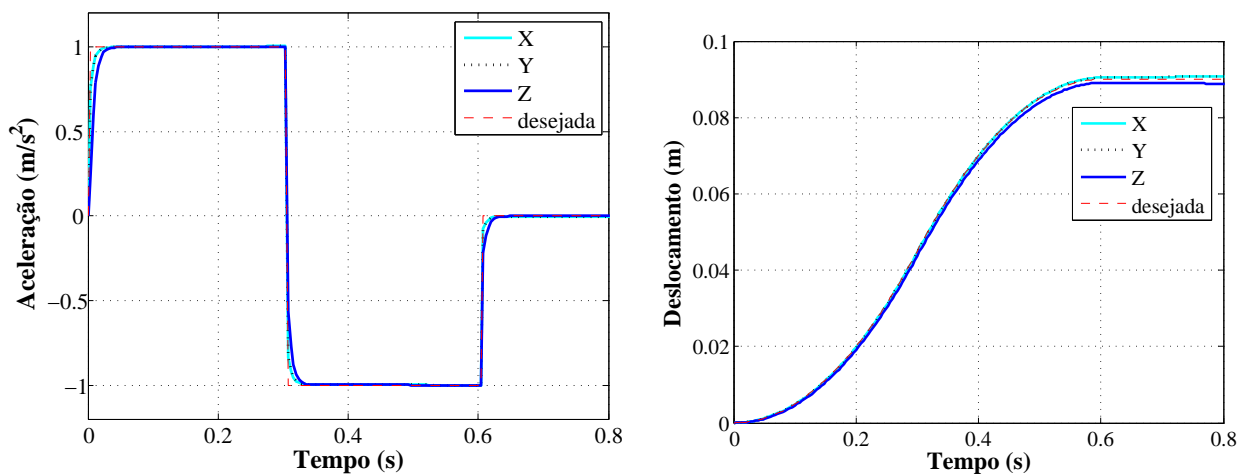 1
0.5
0
−0.5
−1
0
0.2
0.4
0.6
0.8
Aceleração (m/s²)
Tempo (s)
X
Y
Z
desejada
0.1
0.08
0.06
0.04
0.02
0
0
0.2
0.4
0.6
0.8
Deslocamento (m)
Tempo (s)
X
Y
Z
desejada